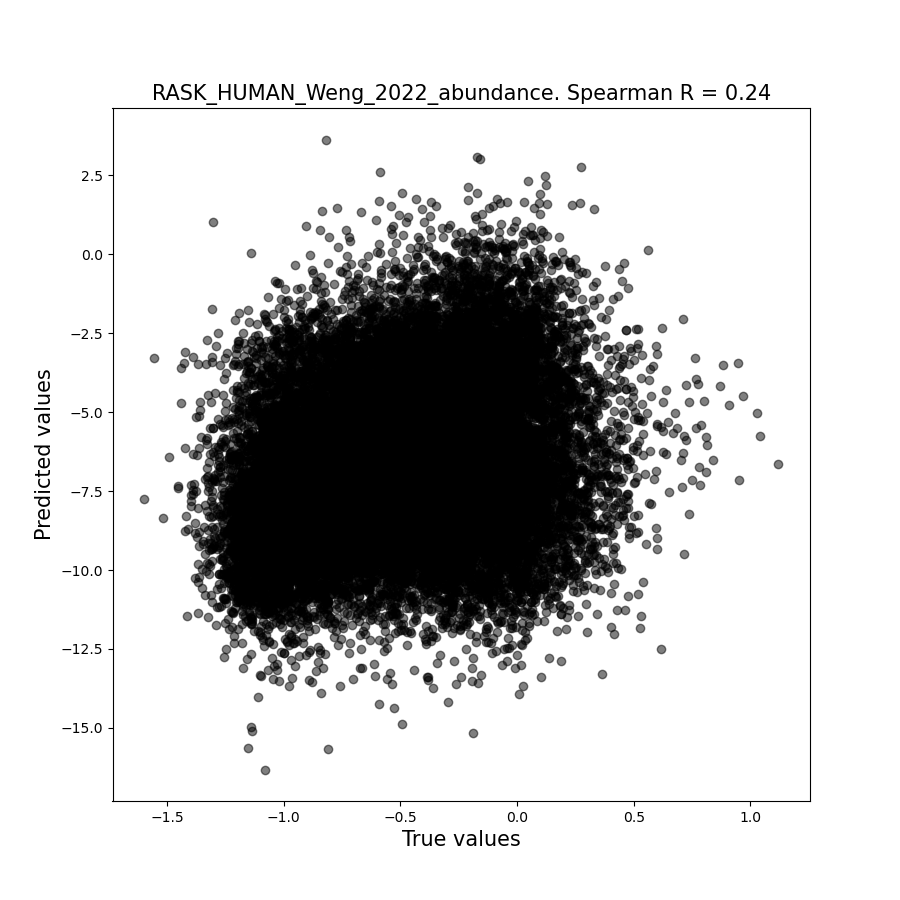 RASK_HUMAN_Weng_2022_abundance. Spearman R = 0.24
2.5
0.0
−2.5
−5.0
−7.5
−10.0
−12.5
−15.0
Predicted values
−1.5 −1.0 −0.5 0.0 0.5 1.0
True values